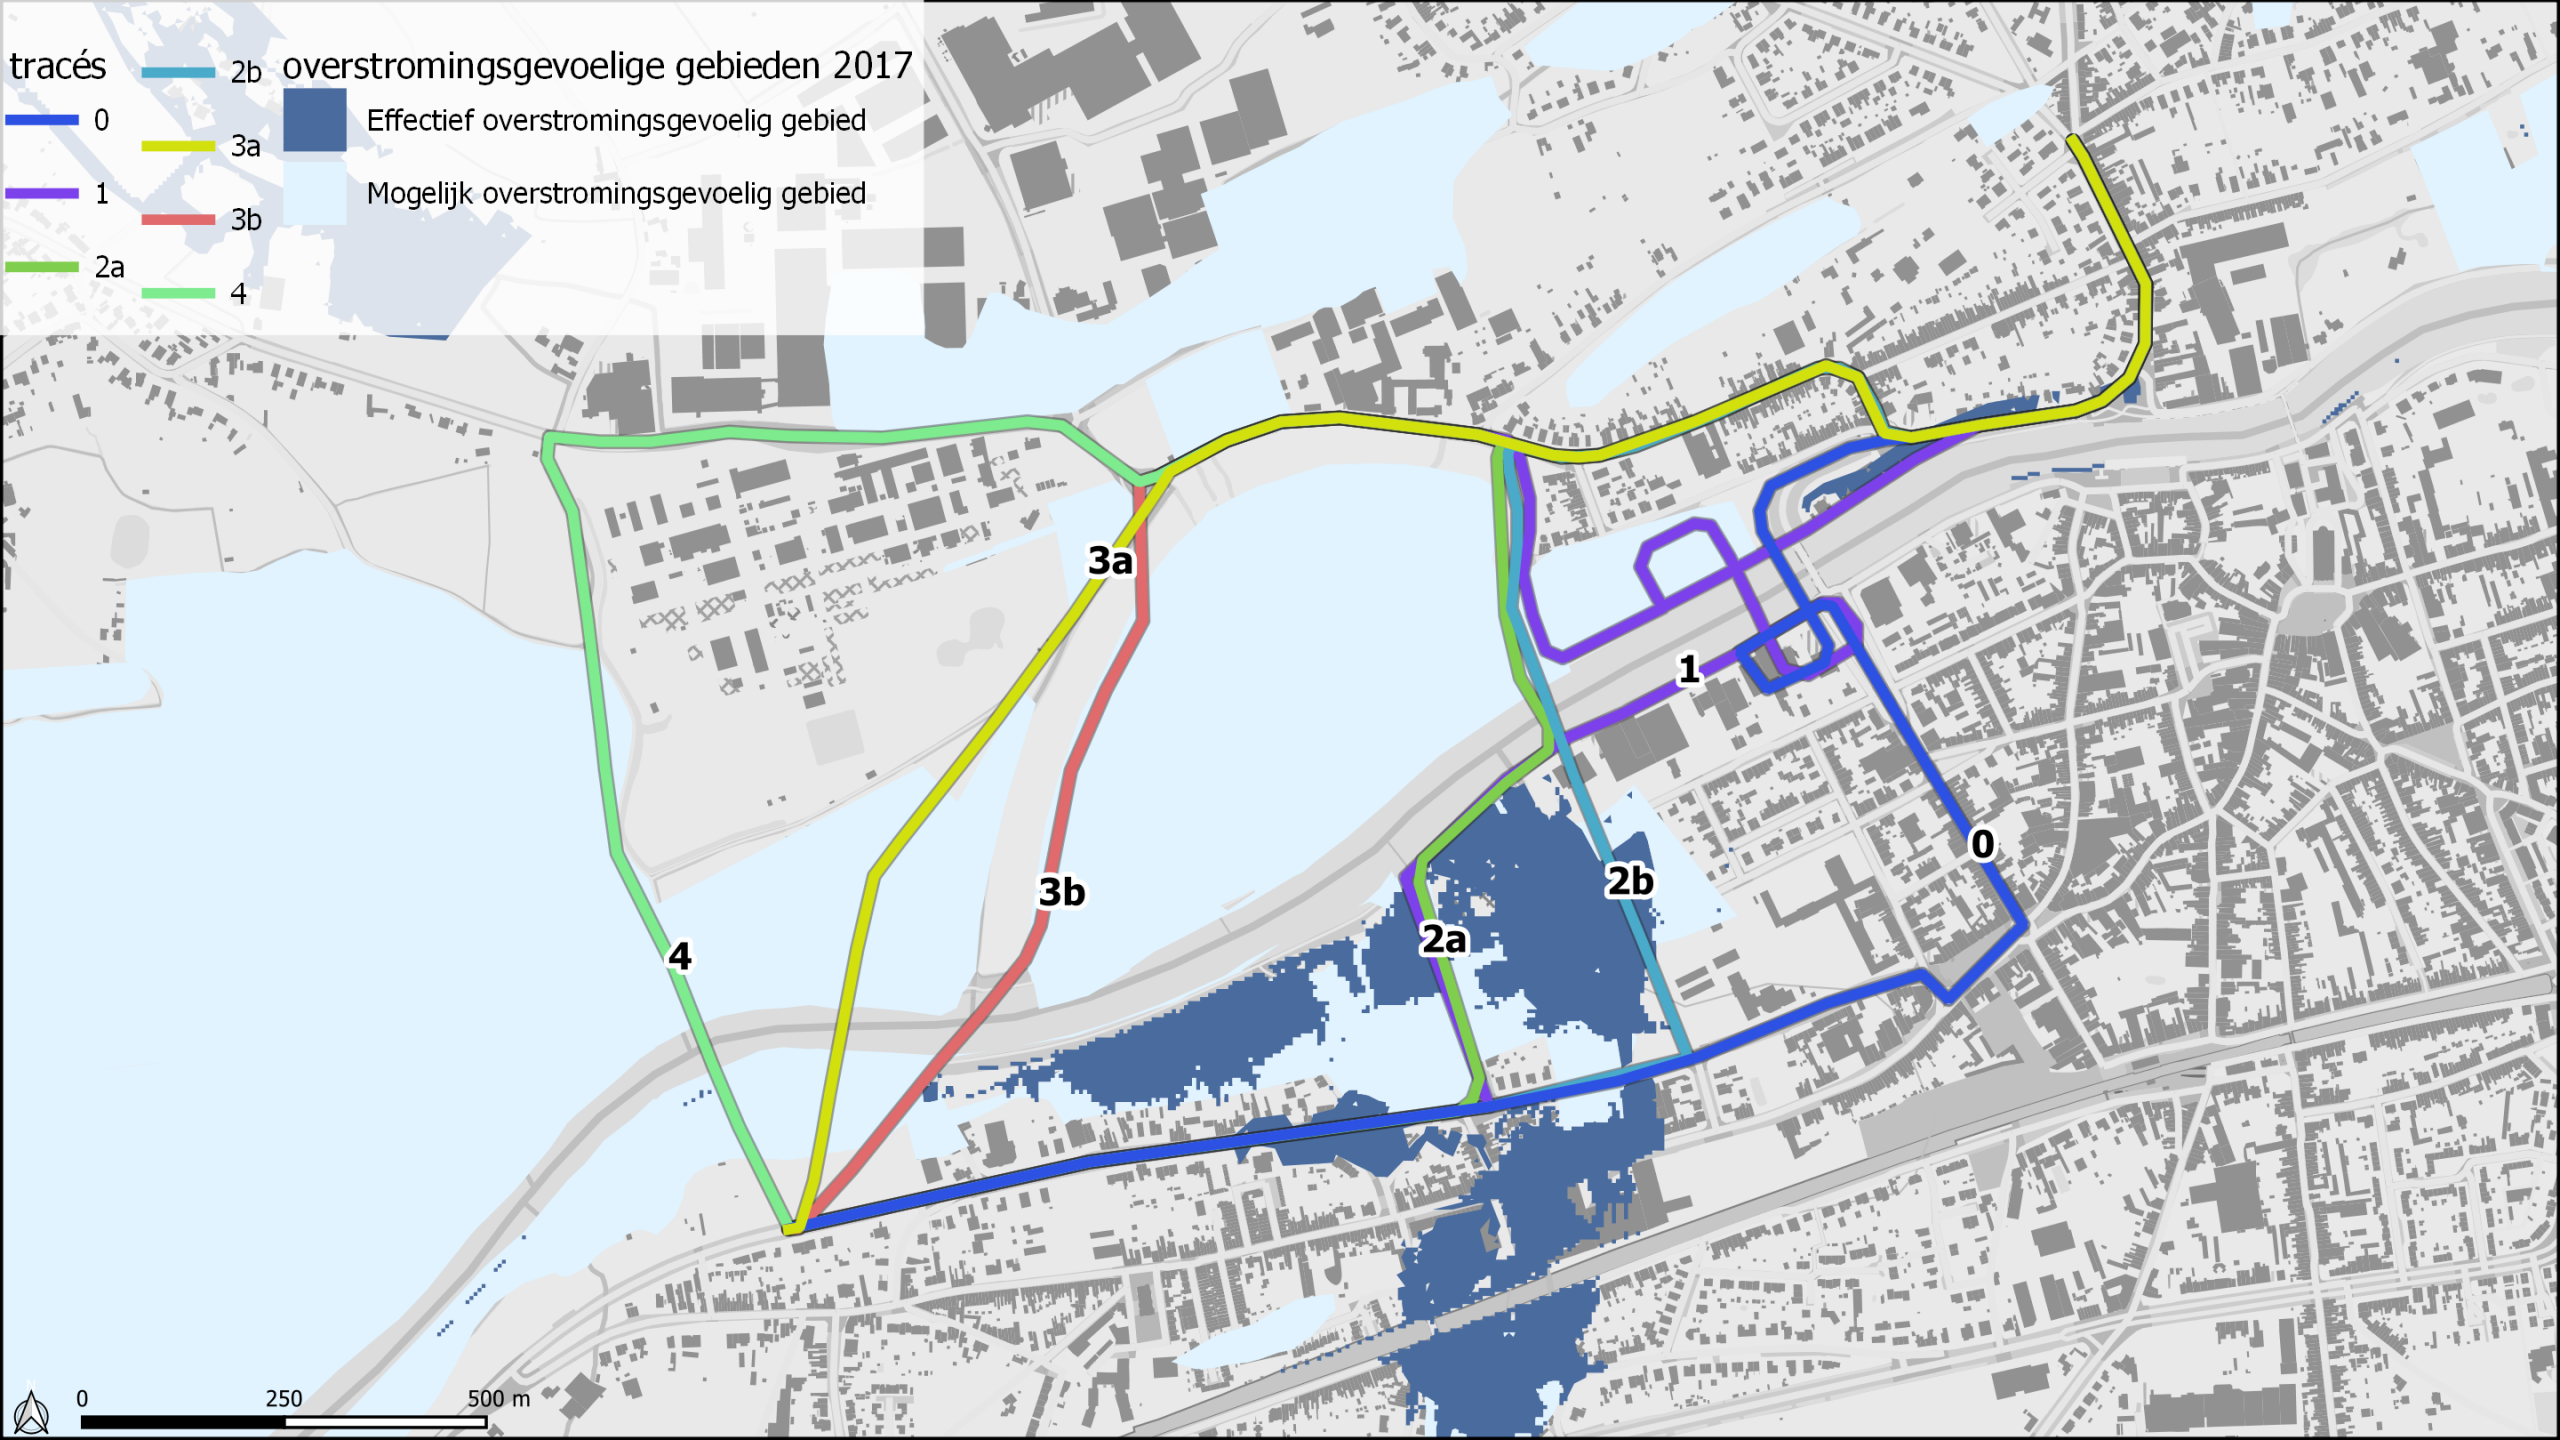 tracés
0
1
2a
2b
3a
3b
4
overstromingsgevoelige gebieden 2017
Effectief overstromingsgevoelig gebied
Mogelijk overstromingsgevoelig gebied
3a
1
0
2b
3b
2a
4
N
0 250 500 m